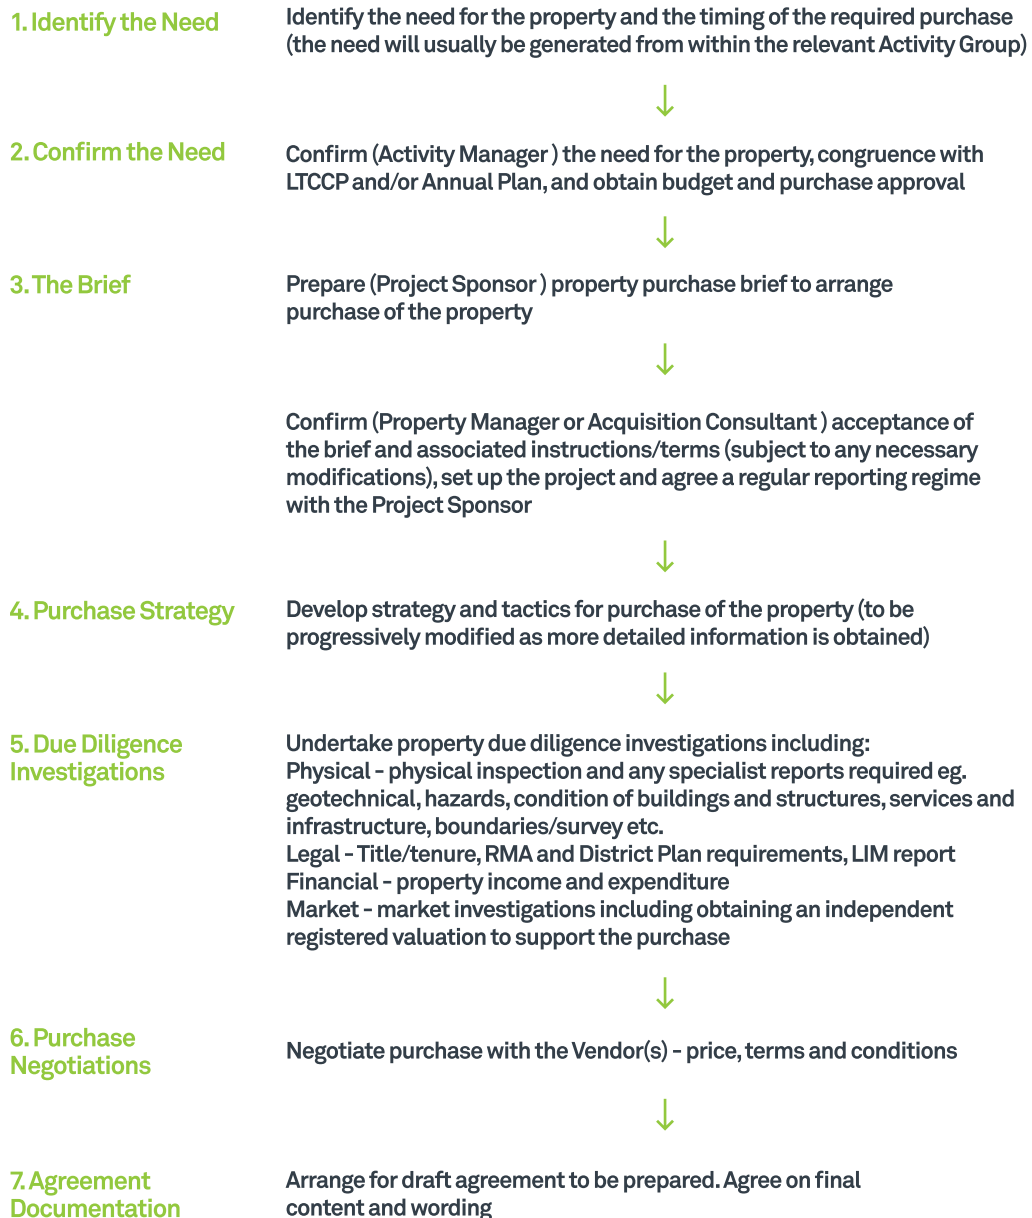 1. Identify the Need
Identify the need for the property and the timing of the required purchase
(the need will usually be generated from within the relevant Activity Group)
2. Confirm the Need
Confirm (Activity Manager ) the need for the property, congruence with
LTCCP and/or Annual Plan, and obtain budget and purchase approval
3. The Brief
Prepare (Project Sponsor ) property purchase brief to arrange
purchase of the property
Confirm (Property Manager or Acquisition Consultant ) acceptance of
the brief and associated instructions/terms (subject to any necessary
modifications), set up the project and agree a regular reporting regime
with the Project Sponsor
4. Purchase Strategy
Develop strategy and tactics for purchase of the property (to be
progressively modified as more detailed information is obtained)
5. Due Diligence
Investigations
Undertake property due diligence investigations including:
Physical - physical inspection and any specialist reports required eg.
geotechnical, hazards, condition of buildings and structures, services and
infrastructure, boundaries/survey etc.
Legal - Title/tenure, RMA and District Plan requirements, LIM report
Financial - property income and expenditure
Market - market investigations including obtaining an independent
registered valuation to support the purchase
6. Purchase
Negotiations
Negotiate purchase with the Vendor(s) - price, terms and conditions
7. Agreement
Documentation
Arrange for draft agreement to be prepared. Agree on final
content and wording